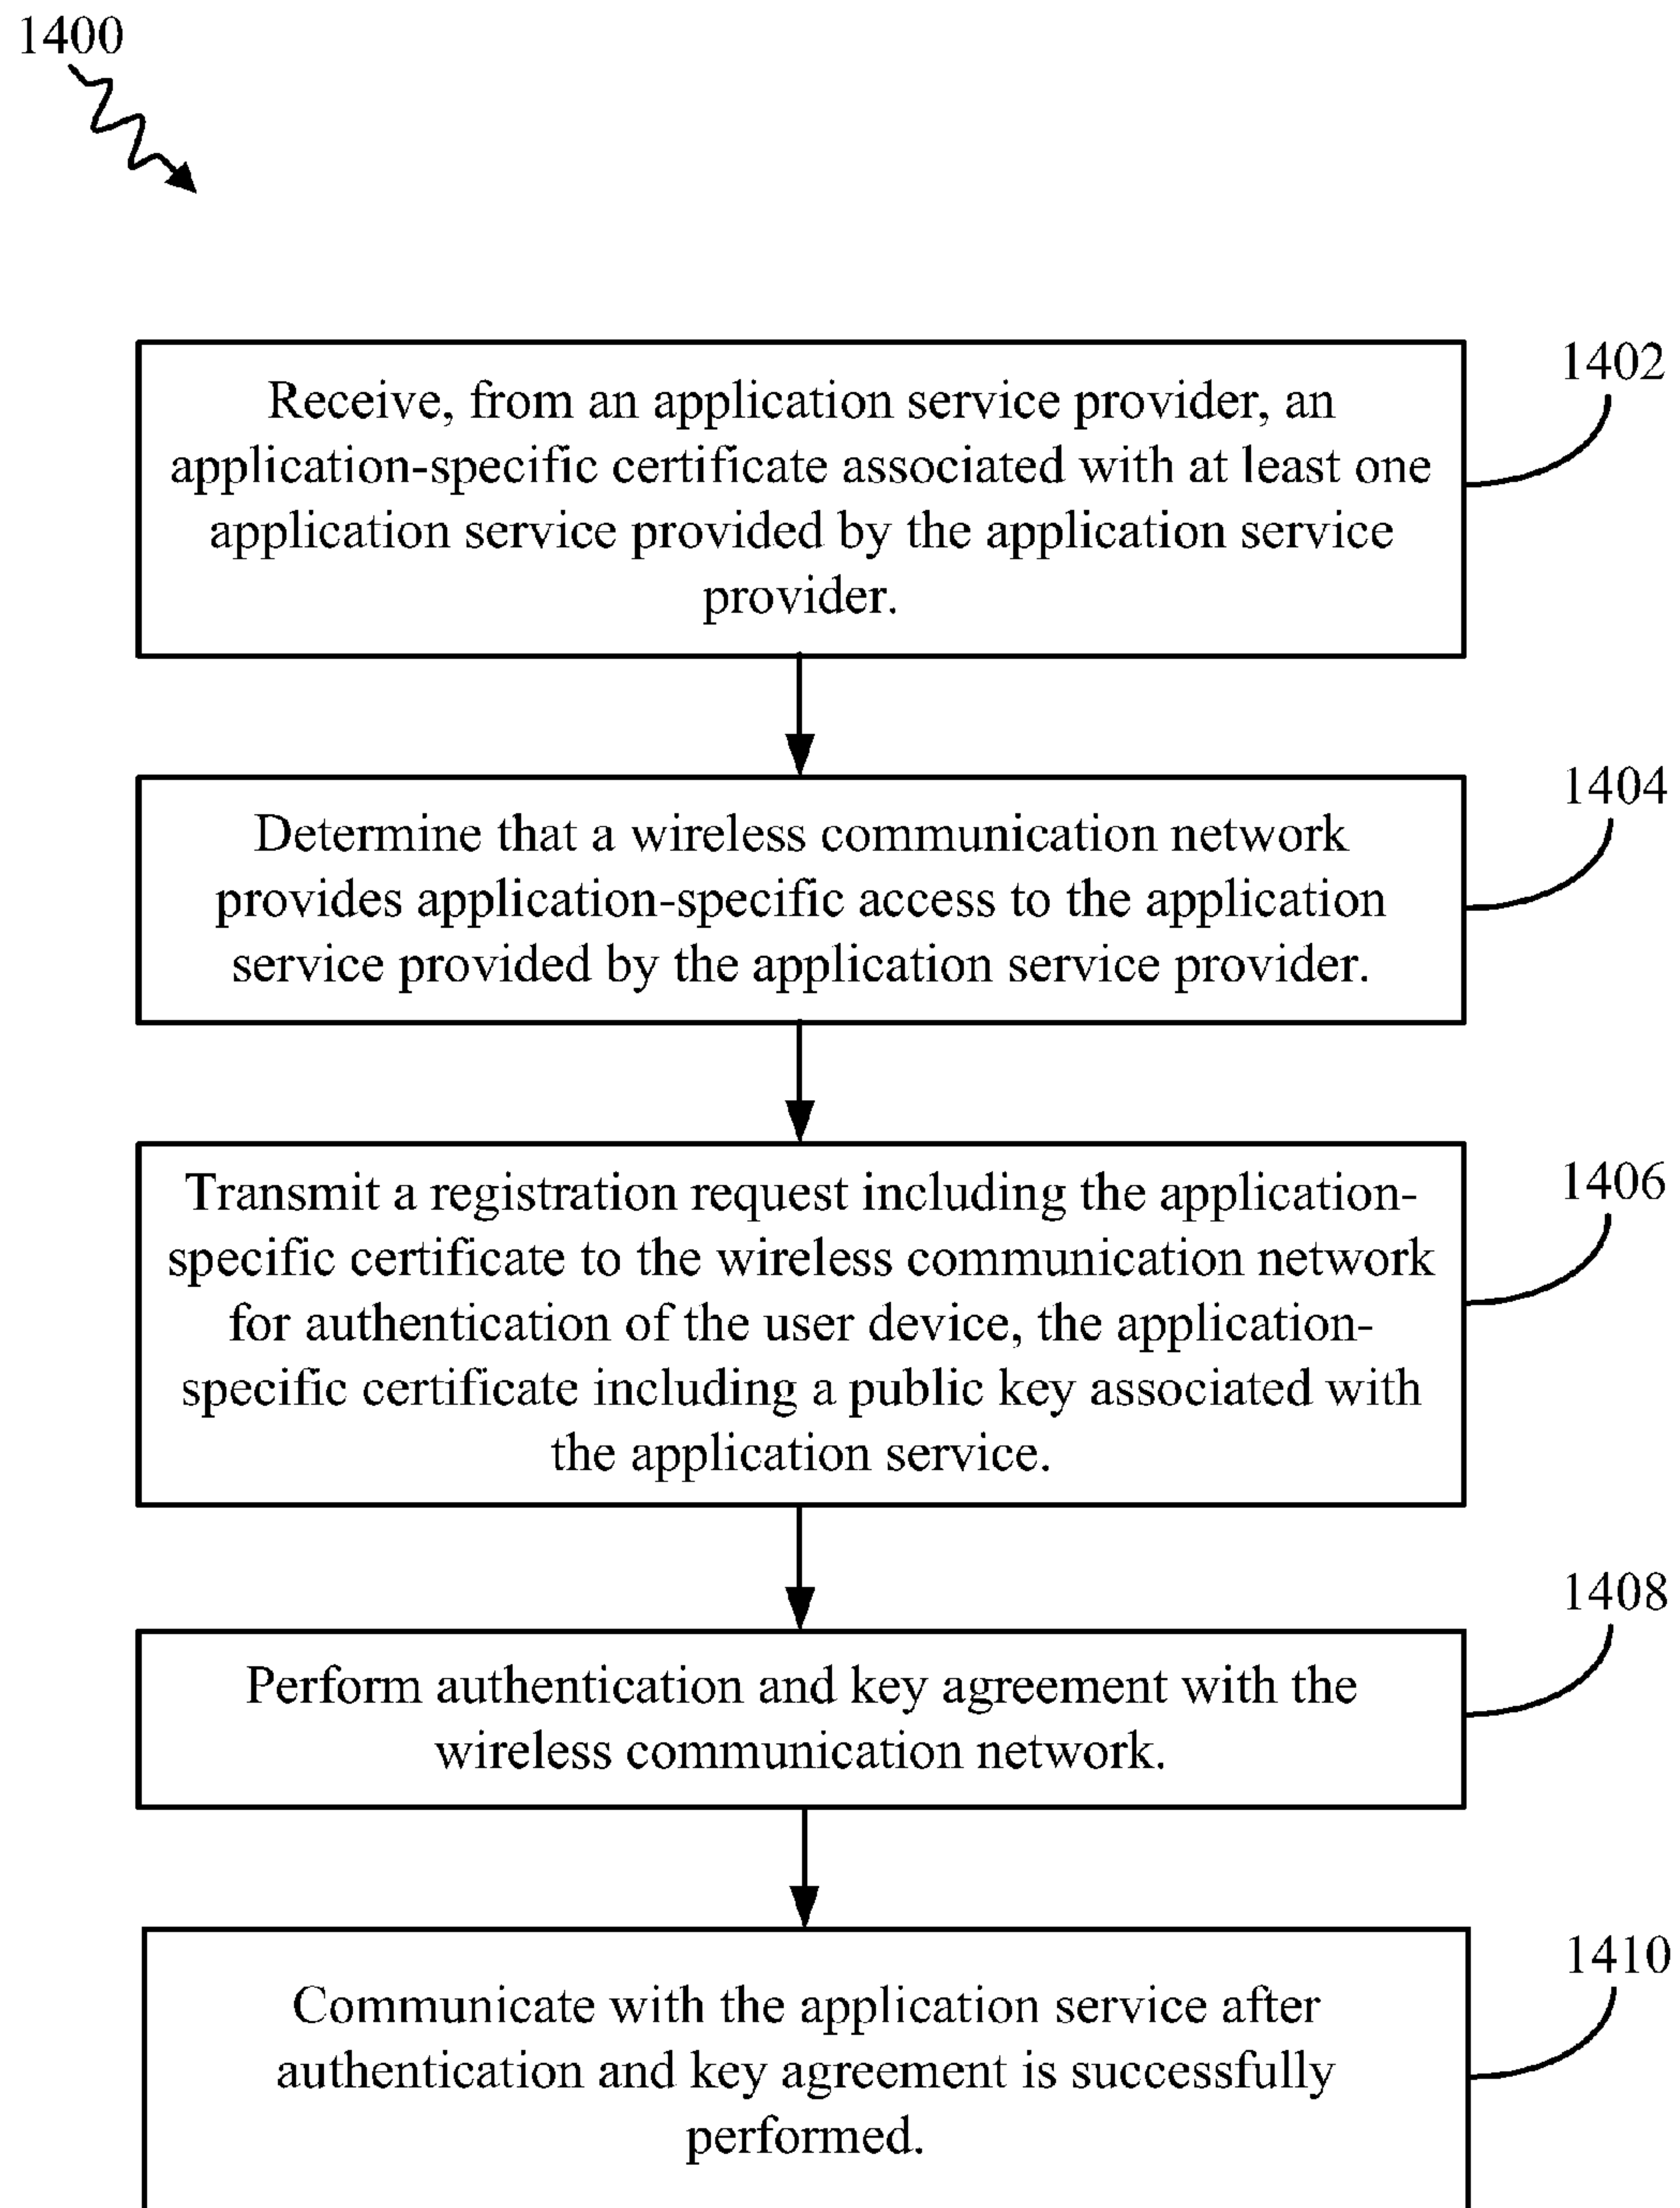 1400
1402
Receive, from an application service provider, an
application-specific certificate associated with at least one
application service provided by the application service
provider.
1404
Determine that a wireless communication network
provides application-specific access to the application
service provided by the application service provider.
1406
Transmit a registration request including the application-
specific certificate to the wireless communication network
for authentication of the user device, the application-
specific certificate including a public key associated with
the application service.
1408
Perform authentication and key agreement with the
wireless communication network.
1410
Communicate with the application service after
authentication and key agreement is successfully
performed.